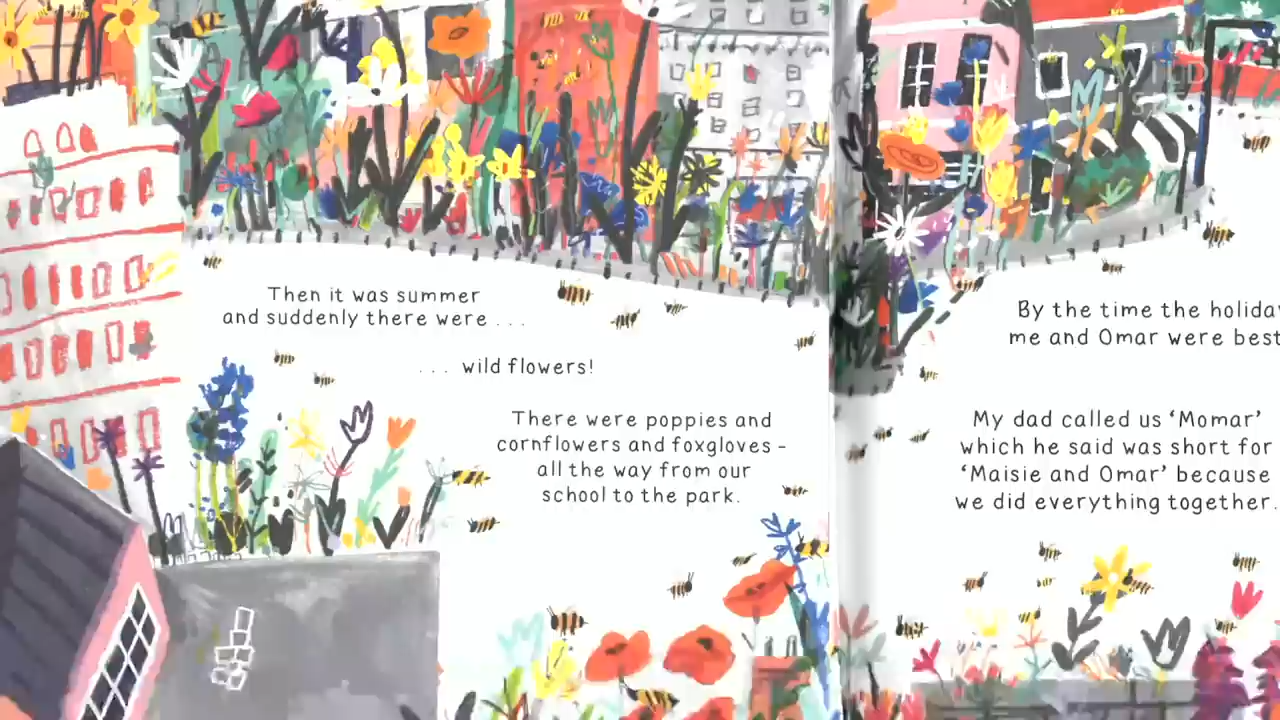 Then it was summer
and suddenly there were . . .
. . . wild flowers!
There were poppies and
cornflowers and foxgloves –
all the way from our
school to the park.
By the time the holiday
me and Omar were best
My dad called us ‘Momar’
which he said was short for
‘Maisie and Omar’ because
we did everything together.
WILD